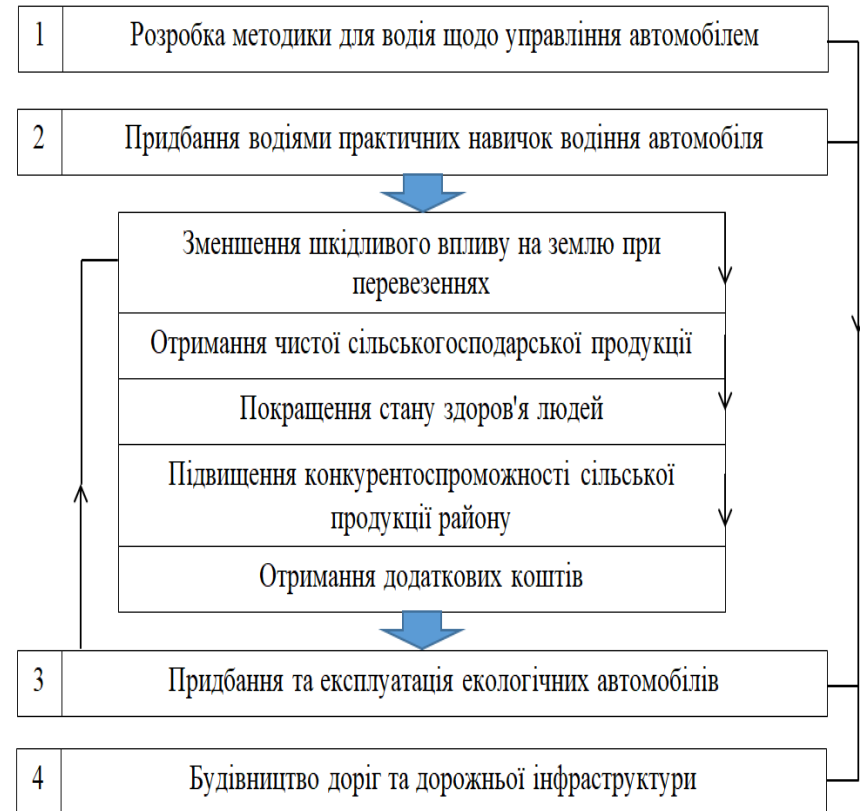 1 Розробка методики для водія щодо управління автомобілем
2 Придбання водіями практичних навичок водіння автомобіля
Зменшення шкідливого впливу на землю при
перевезеннях
Отримання чистої сільськогосподарської продукції
Покращення стану здоров'я людей
Підвищення конкурентоспроможності сільської
продукції району
Отримання додаткових коштів
3 Придбання та експлуатація екологічних автомобілів
4 Будівництво доріг та дорожньої інфраструктури